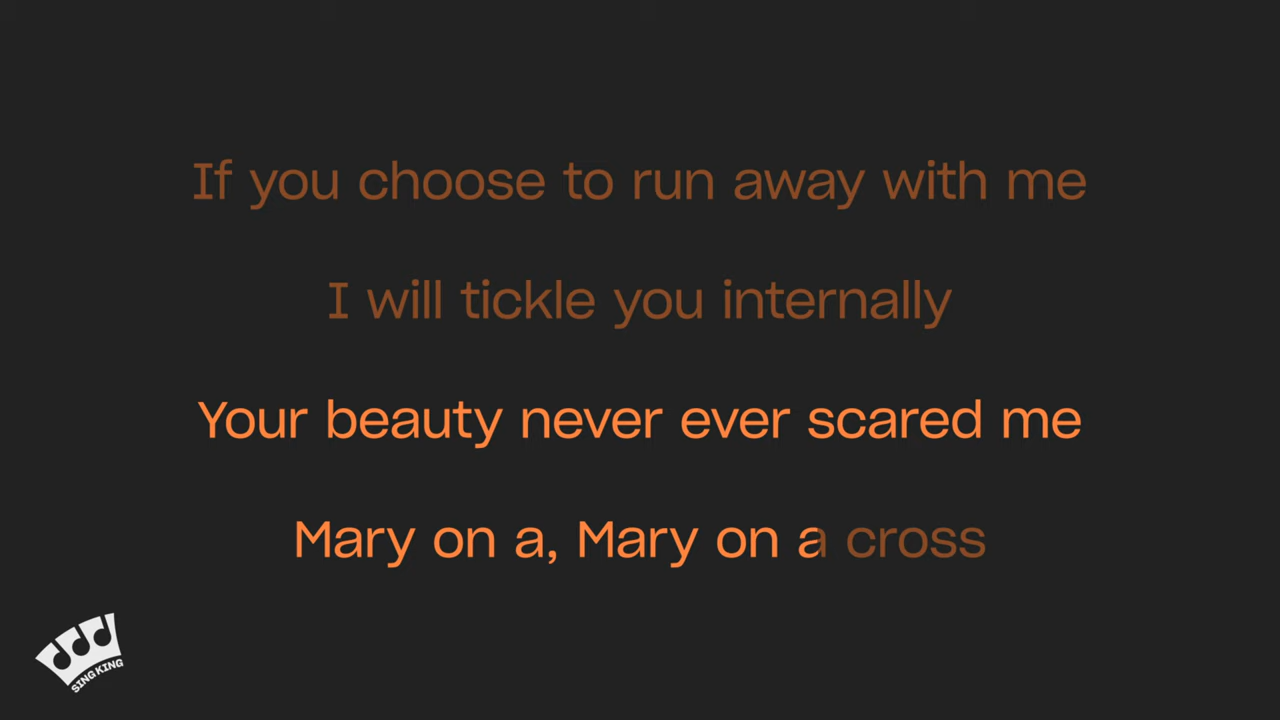 If you choose to run away with me
I will tickle you internally
Your beauty never ever scared me
Mary on a, Mary on a cross
SING KING